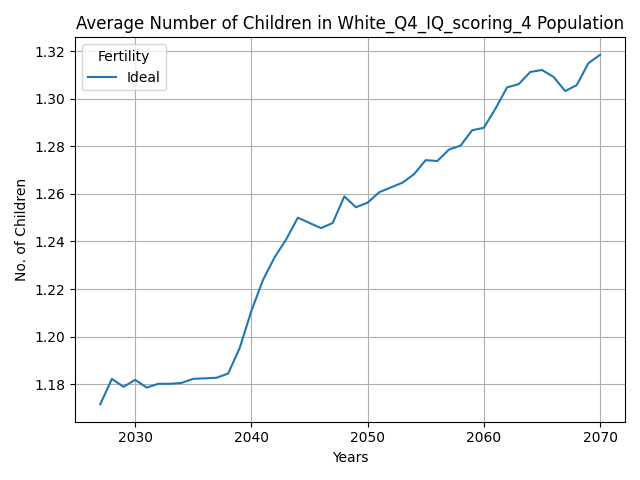 Average Number of Children in White_Q4_IQ_scoring_4 Population
Fertility
Ideal
No. of Children
1.32
1.30
1.28
1.26
1.24
1.22
1.20
1.18
2030 2040 2050 2060 2070
Years